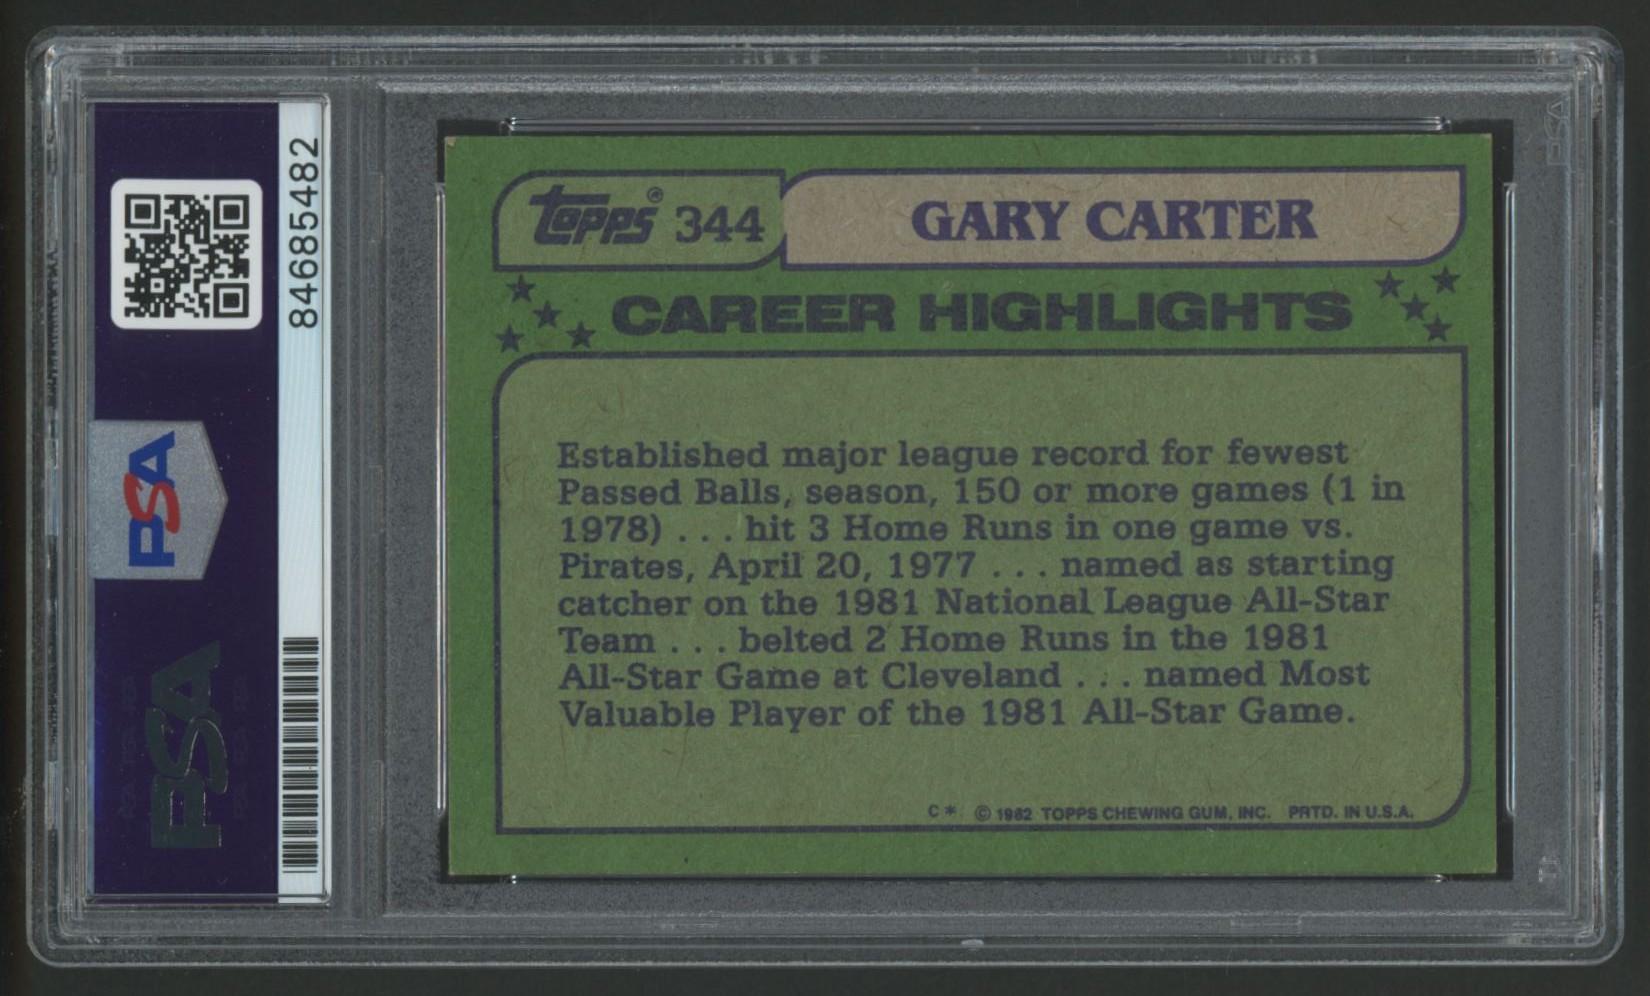 84685482
PSA
PSA
topps® 344
GARY CARTER
CAREER HIGHLIGHTS
Established major league record for fewest
Passed Balls, season, 150 or more games (1 in
1978) . . . hit 3 Home Runs in one game vs.
Pirates, April 20, 1977 . . . named as starting
catcher on the 1981 National League All-Star
Team . . . belted 2 Home Runs in the 1981
All-Star Game at Cleveland . . . named Most
Valuable Player of the 1981 All-Star Game.
C * © 1982 TOPPS CHEWING GUM, INC. PRTD. IN U.S.A.
PSA